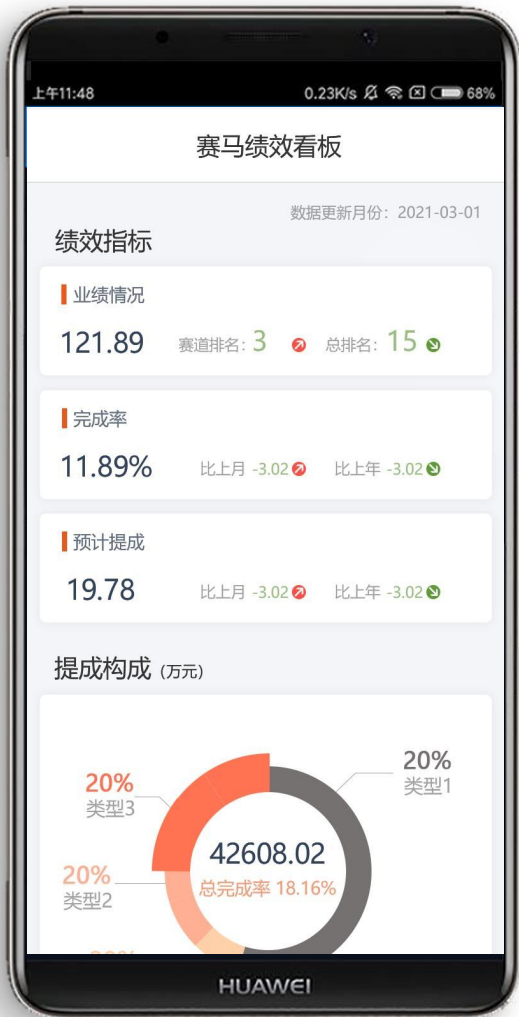 上午11:48 0.23K/s 68%
赛马绩效看板
数据更新月份：2021-03-01
绩效指标
业绩情况
121.89 赛道排名: 3 总排名: 15
完成率
11.89% 比上月 -3.02 比上年 -3.02
预计提成
19.78 比上月 -3.02 比上年 -3.02
提成构成 (万元)
20%
类型1
20%
类型3
42608.02
总完成率 18.16%
20%
类型2
HUAWEI